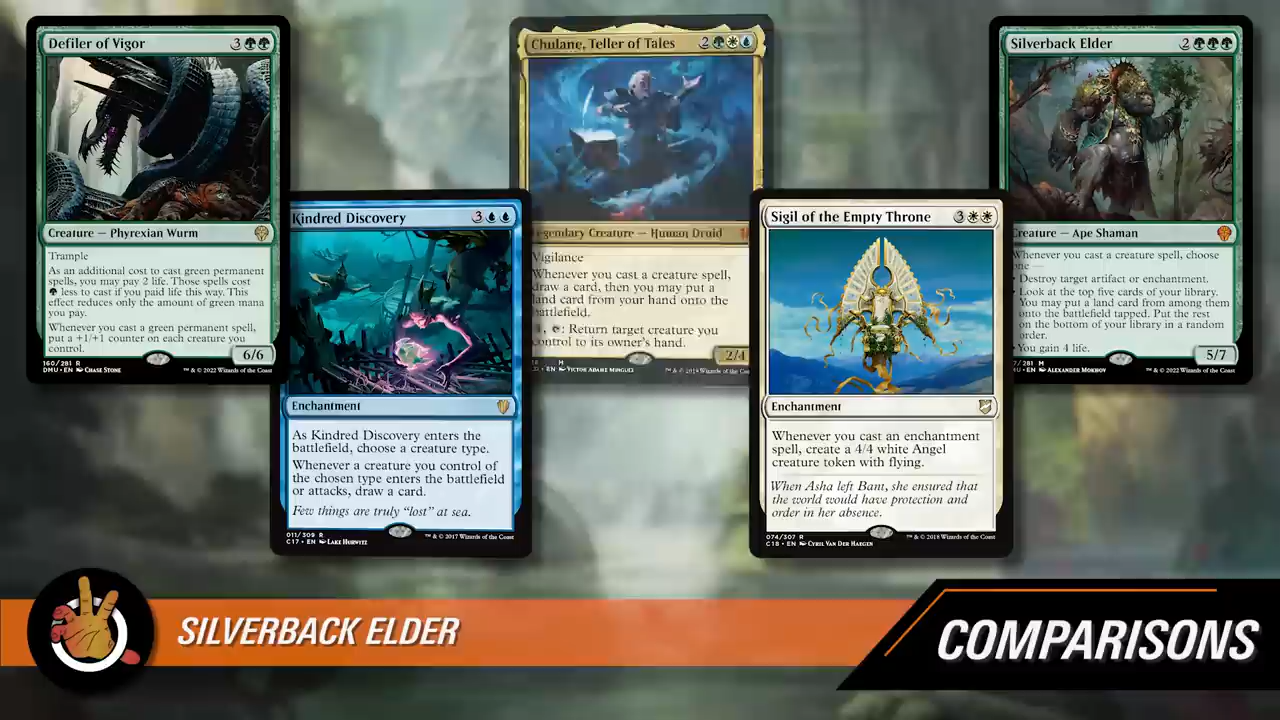 Defiler of Vigor 3
Creature — Phyrexian Wurm
Trample
As an additional cost to cast green permanent
spells, you may pay 2 life. Those spells cost
less to cast if you paid life this way. This
effect reduces only the amount of green mana
you pay.
Whenever you cast a green permanent spell,
put a +1/+1 counter on each creature you
control.
6/6
160/281 R
DMU • EN CHASE STONE
™ & © 2022 Wizards of the Coast
Kindred Discovery 3
Enchantment
As Kindred Discovery enters the
battlefield, choose a creature type.
Whenever a creature you control of
the chosen type enters the battlefield
or attacks, draw a card.
Few things are truly “lost” at sea.
011/309 R
C17 • EN LAKE HURWITZ
™ & © 2017 Wizards of the Coast
Chulane, Teller of Tales 2
Legendary Creature — Human Druid
Vigilance
Whenever you cast a creature spell,
draw a card, then you may put a
land card from your hand onto the
battlefield.
: Return target creature you
control to its owner's hand.
2/4
M
EN VICTOR ADAME MINGUEZ
Sigil of the Empty Throne 3
Enchantment
Whenever you cast an enchantment
spell, create a 4/4 white Angel
creature token with flying.
When Asha left Bant, she ensured that
the world would have protection and
order in her absence.
074/307 R
C18 • EN CYRIL VAN DER HAEGEN
™ & © 2018 Wizards of the Coast
Silverback Elder 2
Creature — Ape Shaman
Whenever you cast a creature spell, choose
one —
• Destroy target artifact or enchantment.
• Look at the top five cards of your library.
You may put a land card from among them
onto the battlefield tapped. Put the rest
on the bottom of your library in a random
order.
• You gain 4 life.
5/7
/281 M
EN ALEXANDER MOKHOV
™ & © 2022 Wizards of the Coast
SILVERBACK ELDER
COMPARISONS